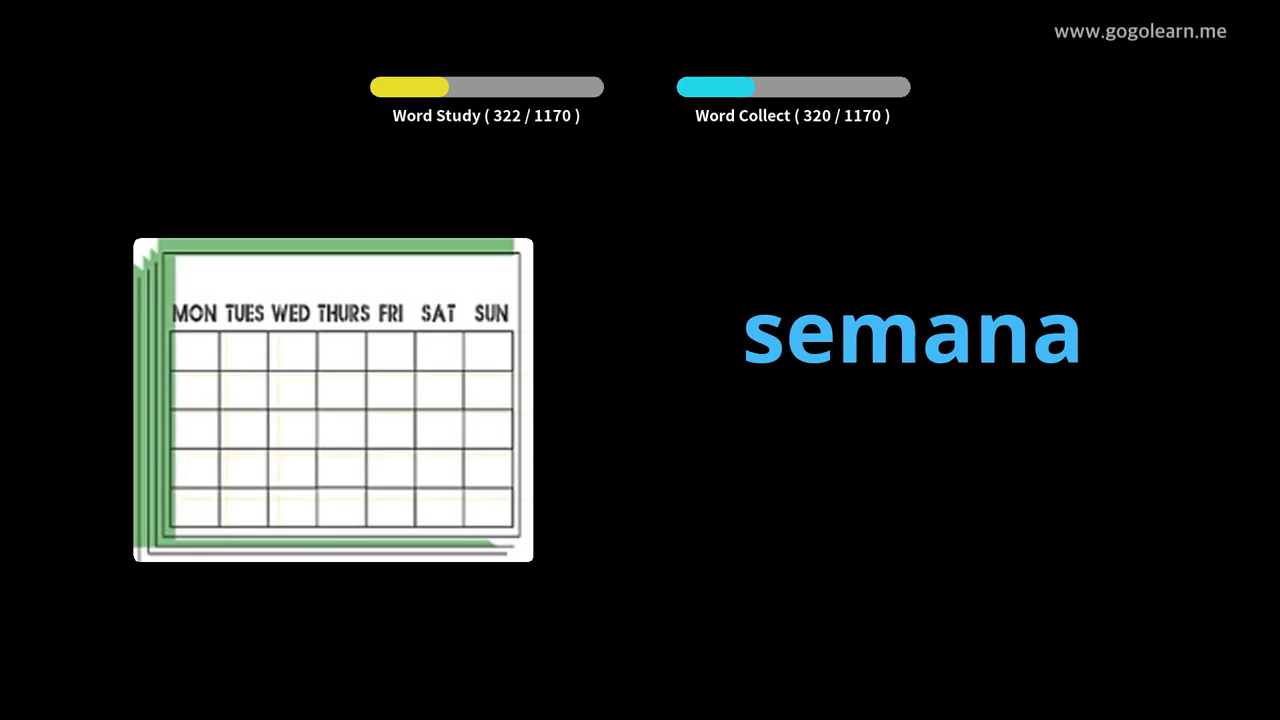 www.gogolearn.me
Word Study ( 322 / 1170 )
Word Collect ( 320 / 1170 )
MON TUES WED THURS FRI SAT SUN
semana